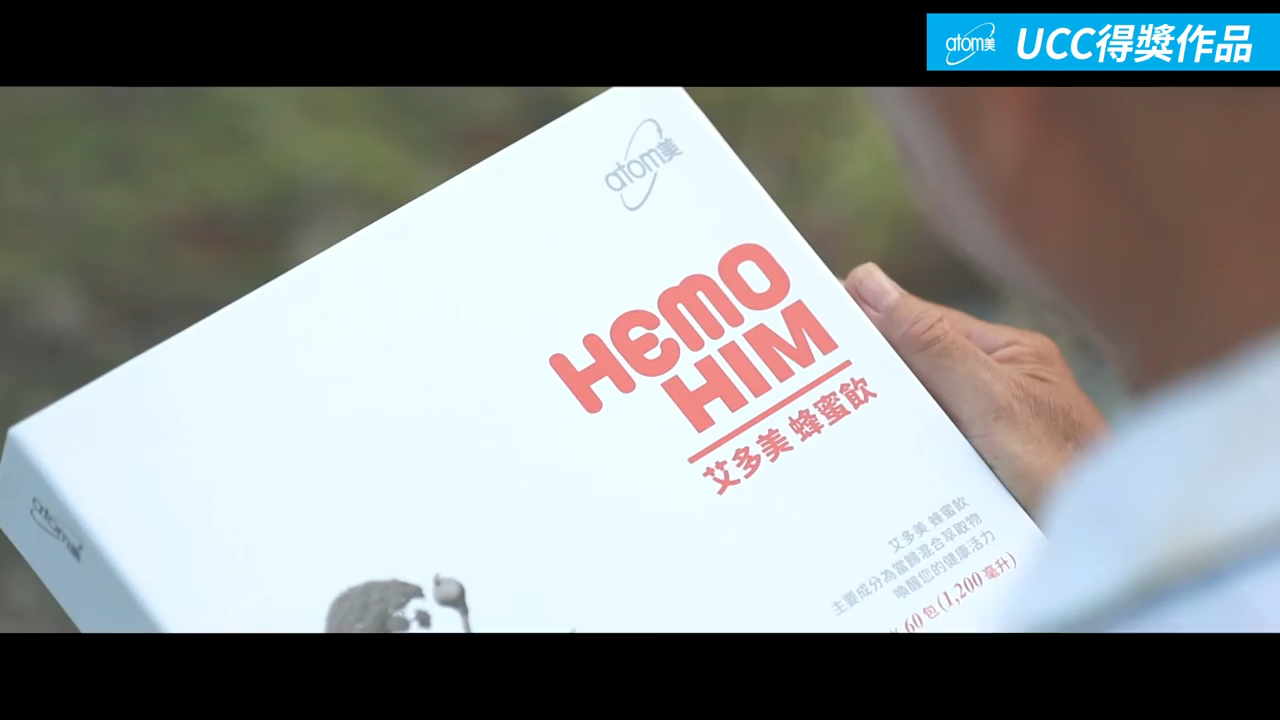 atom美 UCC得獎作品
atom美
HEMO
HIM
艾多美 蜂蜜飲
艾多美 蜂蜜飲
主要成分為當歸混合萃取物
喚醒您的健康活力
60包(1,200毫升)
atom美